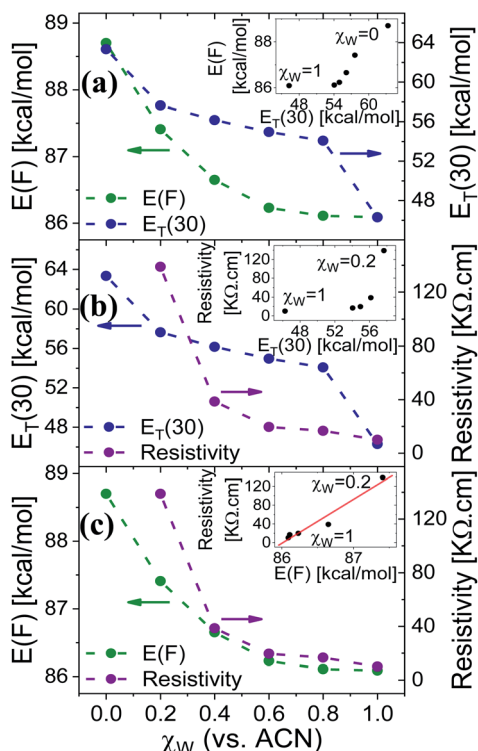 (a)
E(F) [kcal/mol]
89
88
87
86
E_T(30) [kcal/mol]
64
60
56
52
48
E(F)
E_T(30)
E(F)
[kcal/mol]
88
86
χ_W=0
χ_W=1
48 54 60
E_T(30) [kcal/mol]
(b)
E_T(30) [kcal/mol]
64
60
56
52
48
Resistivity [KΩ.cm]
120
80
40
0
E_T(30)
Resistivity
Resistivity
[KΩ.cm]
120
80
40
0
χ_W=0.2
χ_W=1
48 52 56
E_T(30) [kcal/mol]
(c)
E(F) [kcal/mol]
89
88
87
86
Resistivity [KΩ.cm]
120
80
40
0
E(F)
Resistivity
Resistivity
[KΩ.cm]
120
80
40
0
χ_W=0.2
χ_W=1
86 87
E(F) [kcal/mol]
0.0 0.2 0.4 0.6 0.8 1.0
χ_W (vs. ACN)